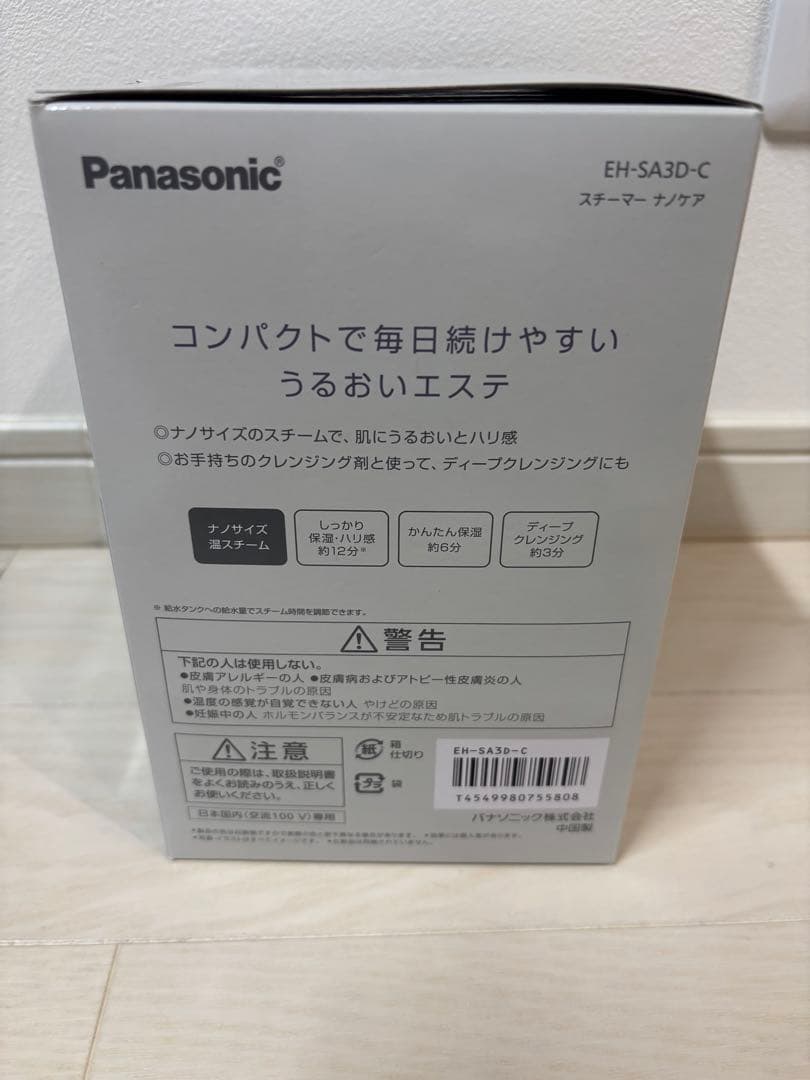 Panasonic®
EH-SA3D-C
スチーマー ナノケア
コンパクトで毎日続けやすい
うるおいエステ
◎ナノサイズのスチームで、肌にうるおいとハリ感
◎お手持ちのクレンジング剤と使って、ディープクレンジングにも
ナノサイズ
温スチーム
しっかり
保湿・ハリ感
約12分※
かんたん保湿
約6分
ディープ
クレンジング
約3分
※ 給水タンクへの給水量でスチーム時間を調節できます。
⚠警告
下記の人は使用しない。
●皮膚アレルギーの人 ●皮膚病およびアトピー性皮膚炎の人
肌や身体のトラブルの原因
●温度の感覚が自覚できない人 やけどの原因
●妊娠中の人 ホルモンバランスが不安定なため肌トラブルの原因
⚠注意
ご使用の際は、取扱説明書
をよくお読みのうえ、正しく
お使いください。
日本国内(交流100 V)専用
紙
箱
仕切り
プラ
袋
EH-SA3D-C
T4549980755808
パナソニック株式会社
中国製